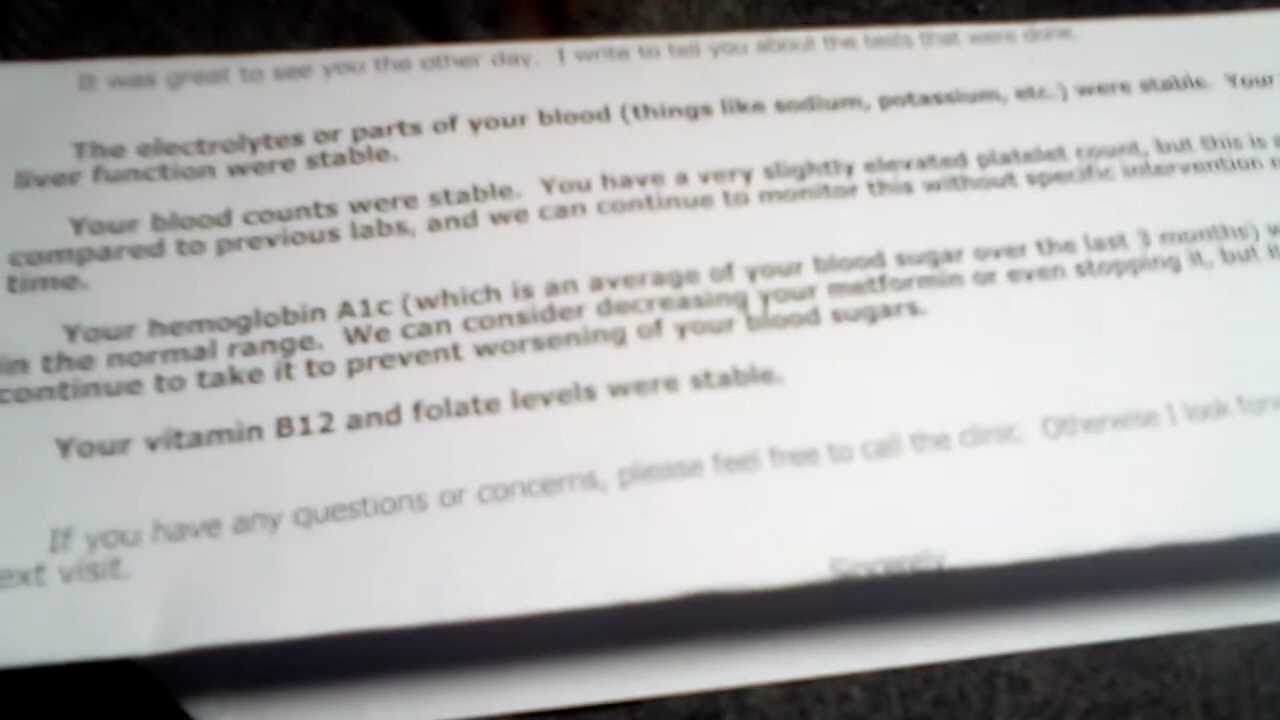 It was great to see you the other day. I write to tell you about the tests that were done.
The electrolytes or parts of your blood (things like sodium, potassium, etc.) were stable. Your
liver function were stable.
Your blood counts were stable. You have a very slightly elevated platelet count, but this is
compared to previous labs, and we can continue to monitor this without specific intervention
time.
Your hemoglobin A1c (which is an average of your blood sugar over the last 3 months)
in the normal range. We can consider decreasing your metformin or even stopping it, but
continue to take it to prevent worsening of your blood sugars.
Your vitamin B12 and folate levels were stable.
If you have any questions or concerns, please feel free to call the clinic. Otherwise I look
ext visit.
Sincerely